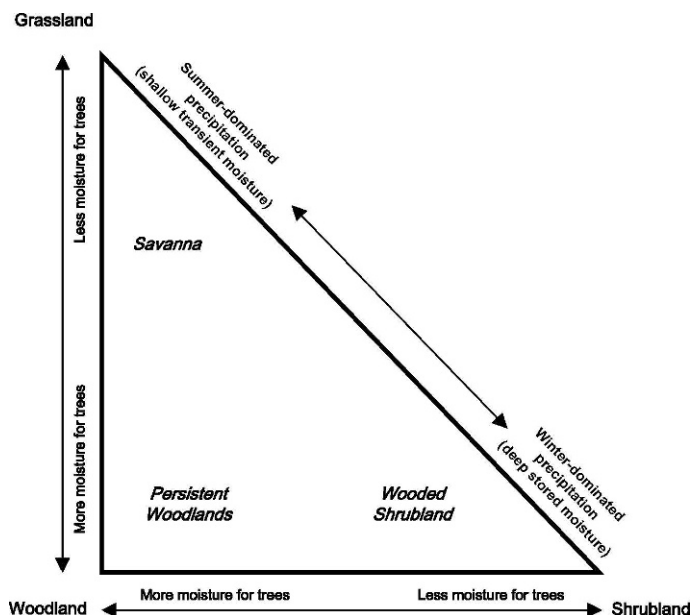 Grassland
Summer-dominated
precipitation
(shallow transient moisture)
Less moisture for trees
Savanna
More moisture for trees
Persistent
Woodlands
Wooded
Shrubland
Winter-dominated
precipitation
(deep stored moisture)
Woodland
More moisture for trees
Less moisture for trees
Shrubland